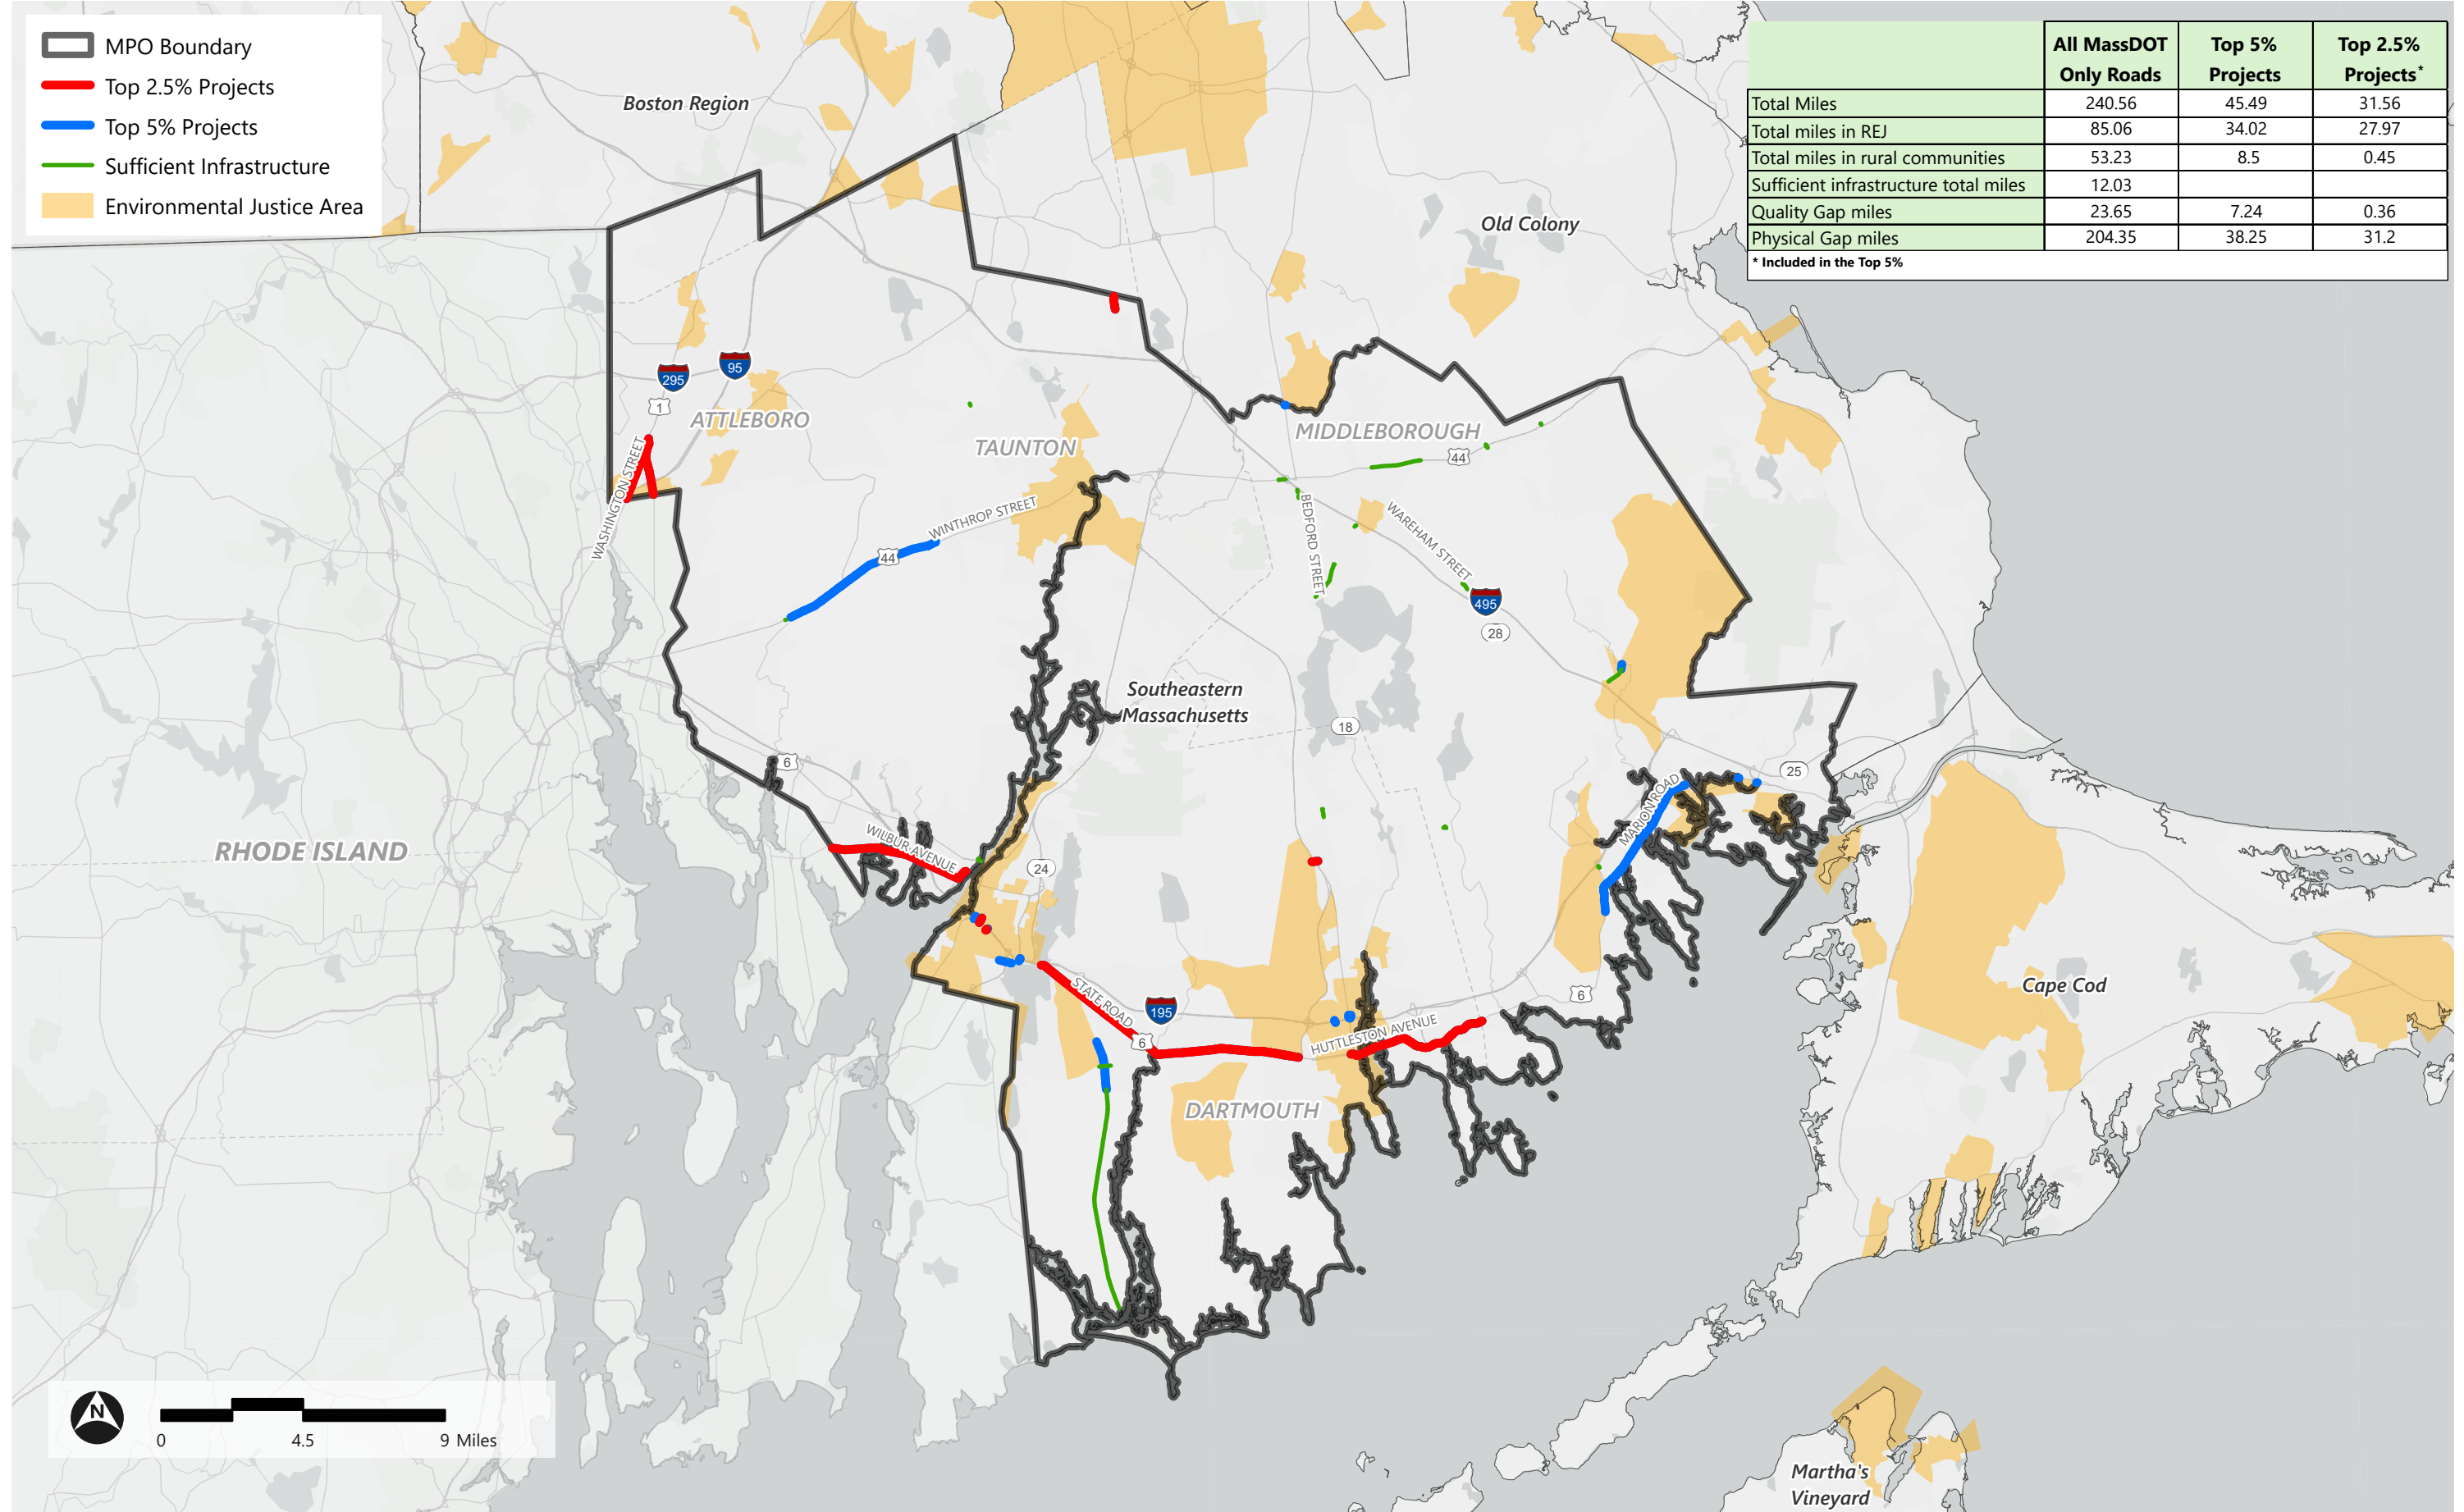 MPO Boundary
Top 2.5% Projects
Top 5% Projects
Sufficient Infrastructure
Environmental Justice Area
All MassDOT Only Roads Top 5% Projects Top 2.5% Projects*
Total Miles 240.56 45.49 31.56
Total miles in REJ 85.06 34.02 27.97
Total miles in rural communities 53.23 8.5 0.45
Sufficient infrastructure total miles 12.03
Quality Gap miles 23.65 7.24 0.36
Physical Gap miles 204.35 38.25 31.2
* Included in the Top 5%
Boston Region
Old Colony
295
95
1
ATTLEBORO
TAUNTON
MIDDLEBOROUGH
44
WASHINGTON STREET
WINTHROP STREET
44
BEDFORD STREET
WAREHAM STREET
495
28
Southeastern
Massachusetts
18
6
25
MARION ROAD
RHODE ISLAND
WILBUR AVENUE
24
STATE ROAD
195
6
6
HUTTLESTON AVENUE
Cape Cod
DARTMOUTH
N
0 4.5 9 Miles
Martha's
Vineyard